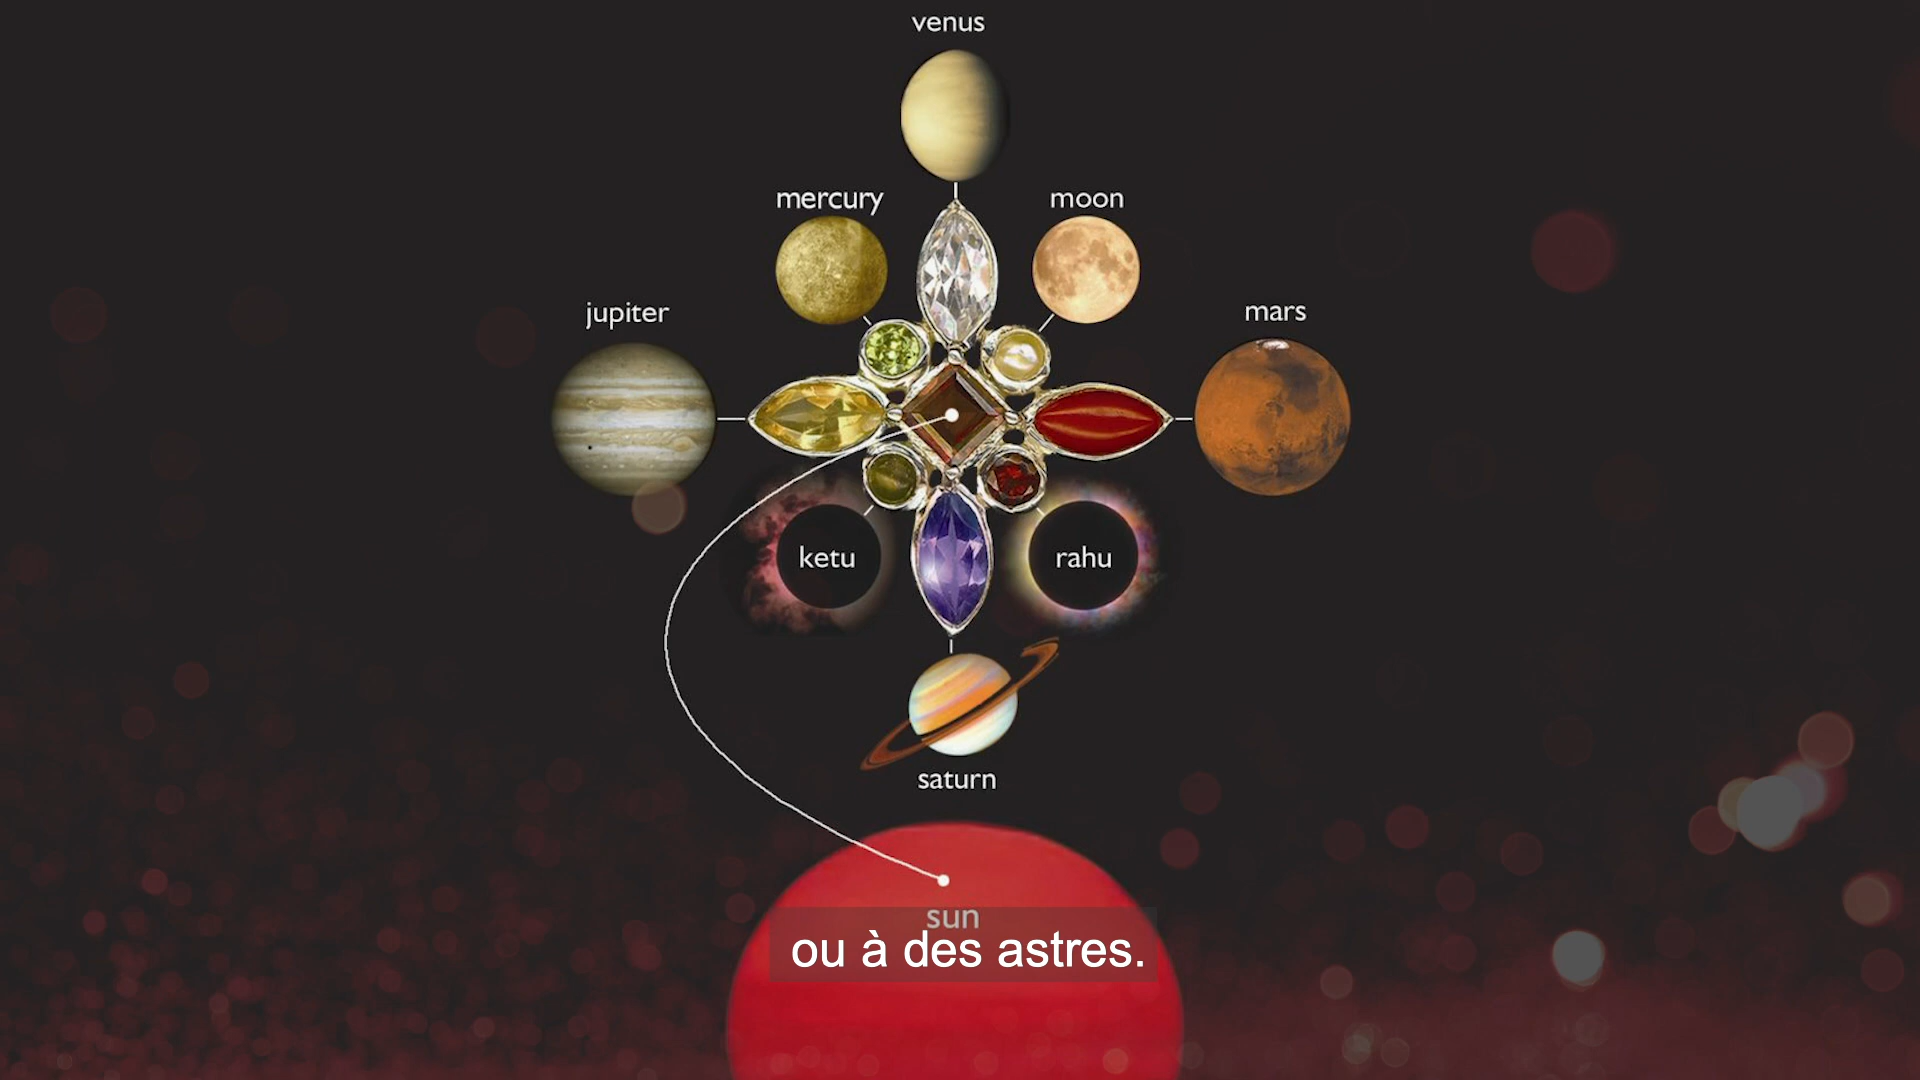 venus
mercury
moon
jupiter
mars
ketu
rahu
saturn
sun
ou à des astres.